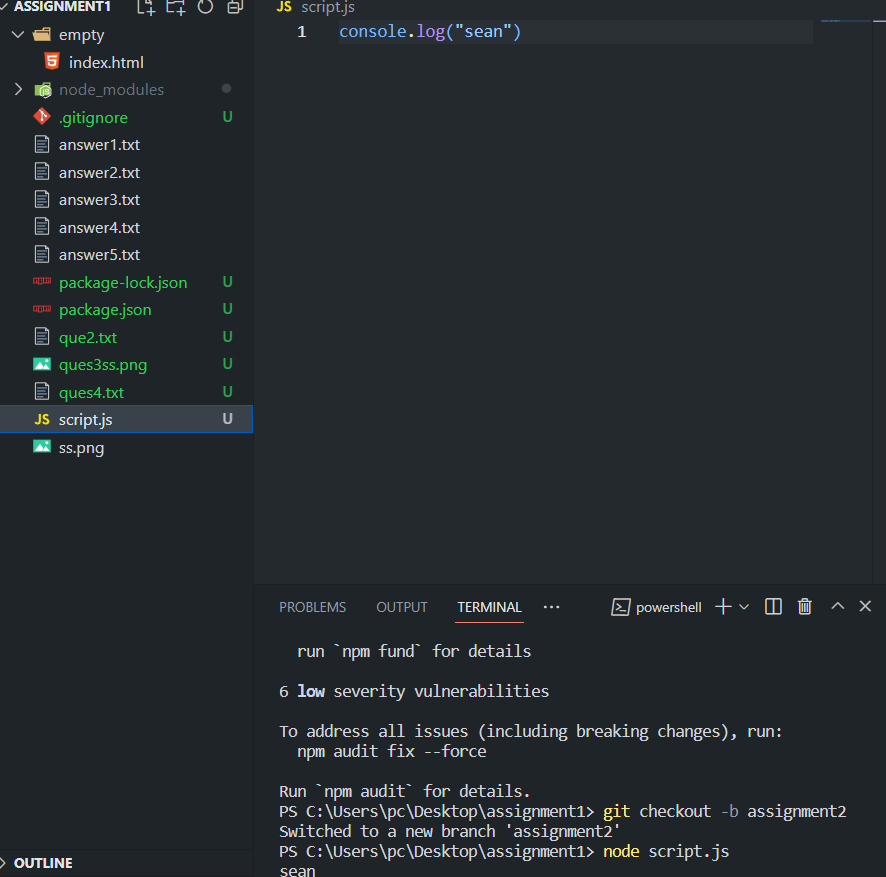 ASSIGNMENT1
empty
index.html
node_modules
.gitignore U
answer1.txt
answer2.txt
answer3.txt
answer4.txt
answer5.txt
package-lock.json U
package.json U
que2.txt U
ques3ss.png U
ques4.txt U
JS script.js U
ss.png
OUTLINE
JS script.js
1 console.log("sean")
PROBLEMS OUTPUT TERMINAL ··· powershell
run `npm fund` for details
6 low severity vulnerabilities
To address all issues (including breaking changes), run:
npm audit fix --force
Run `npm audit` for details.
PS C:\Users\pc\Desktop\assignment1> git checkout -b assignment2
Switched to a new branch 'assignment2'
PS C:\Users\pc\Desktop\assignment1> node script.js
sean